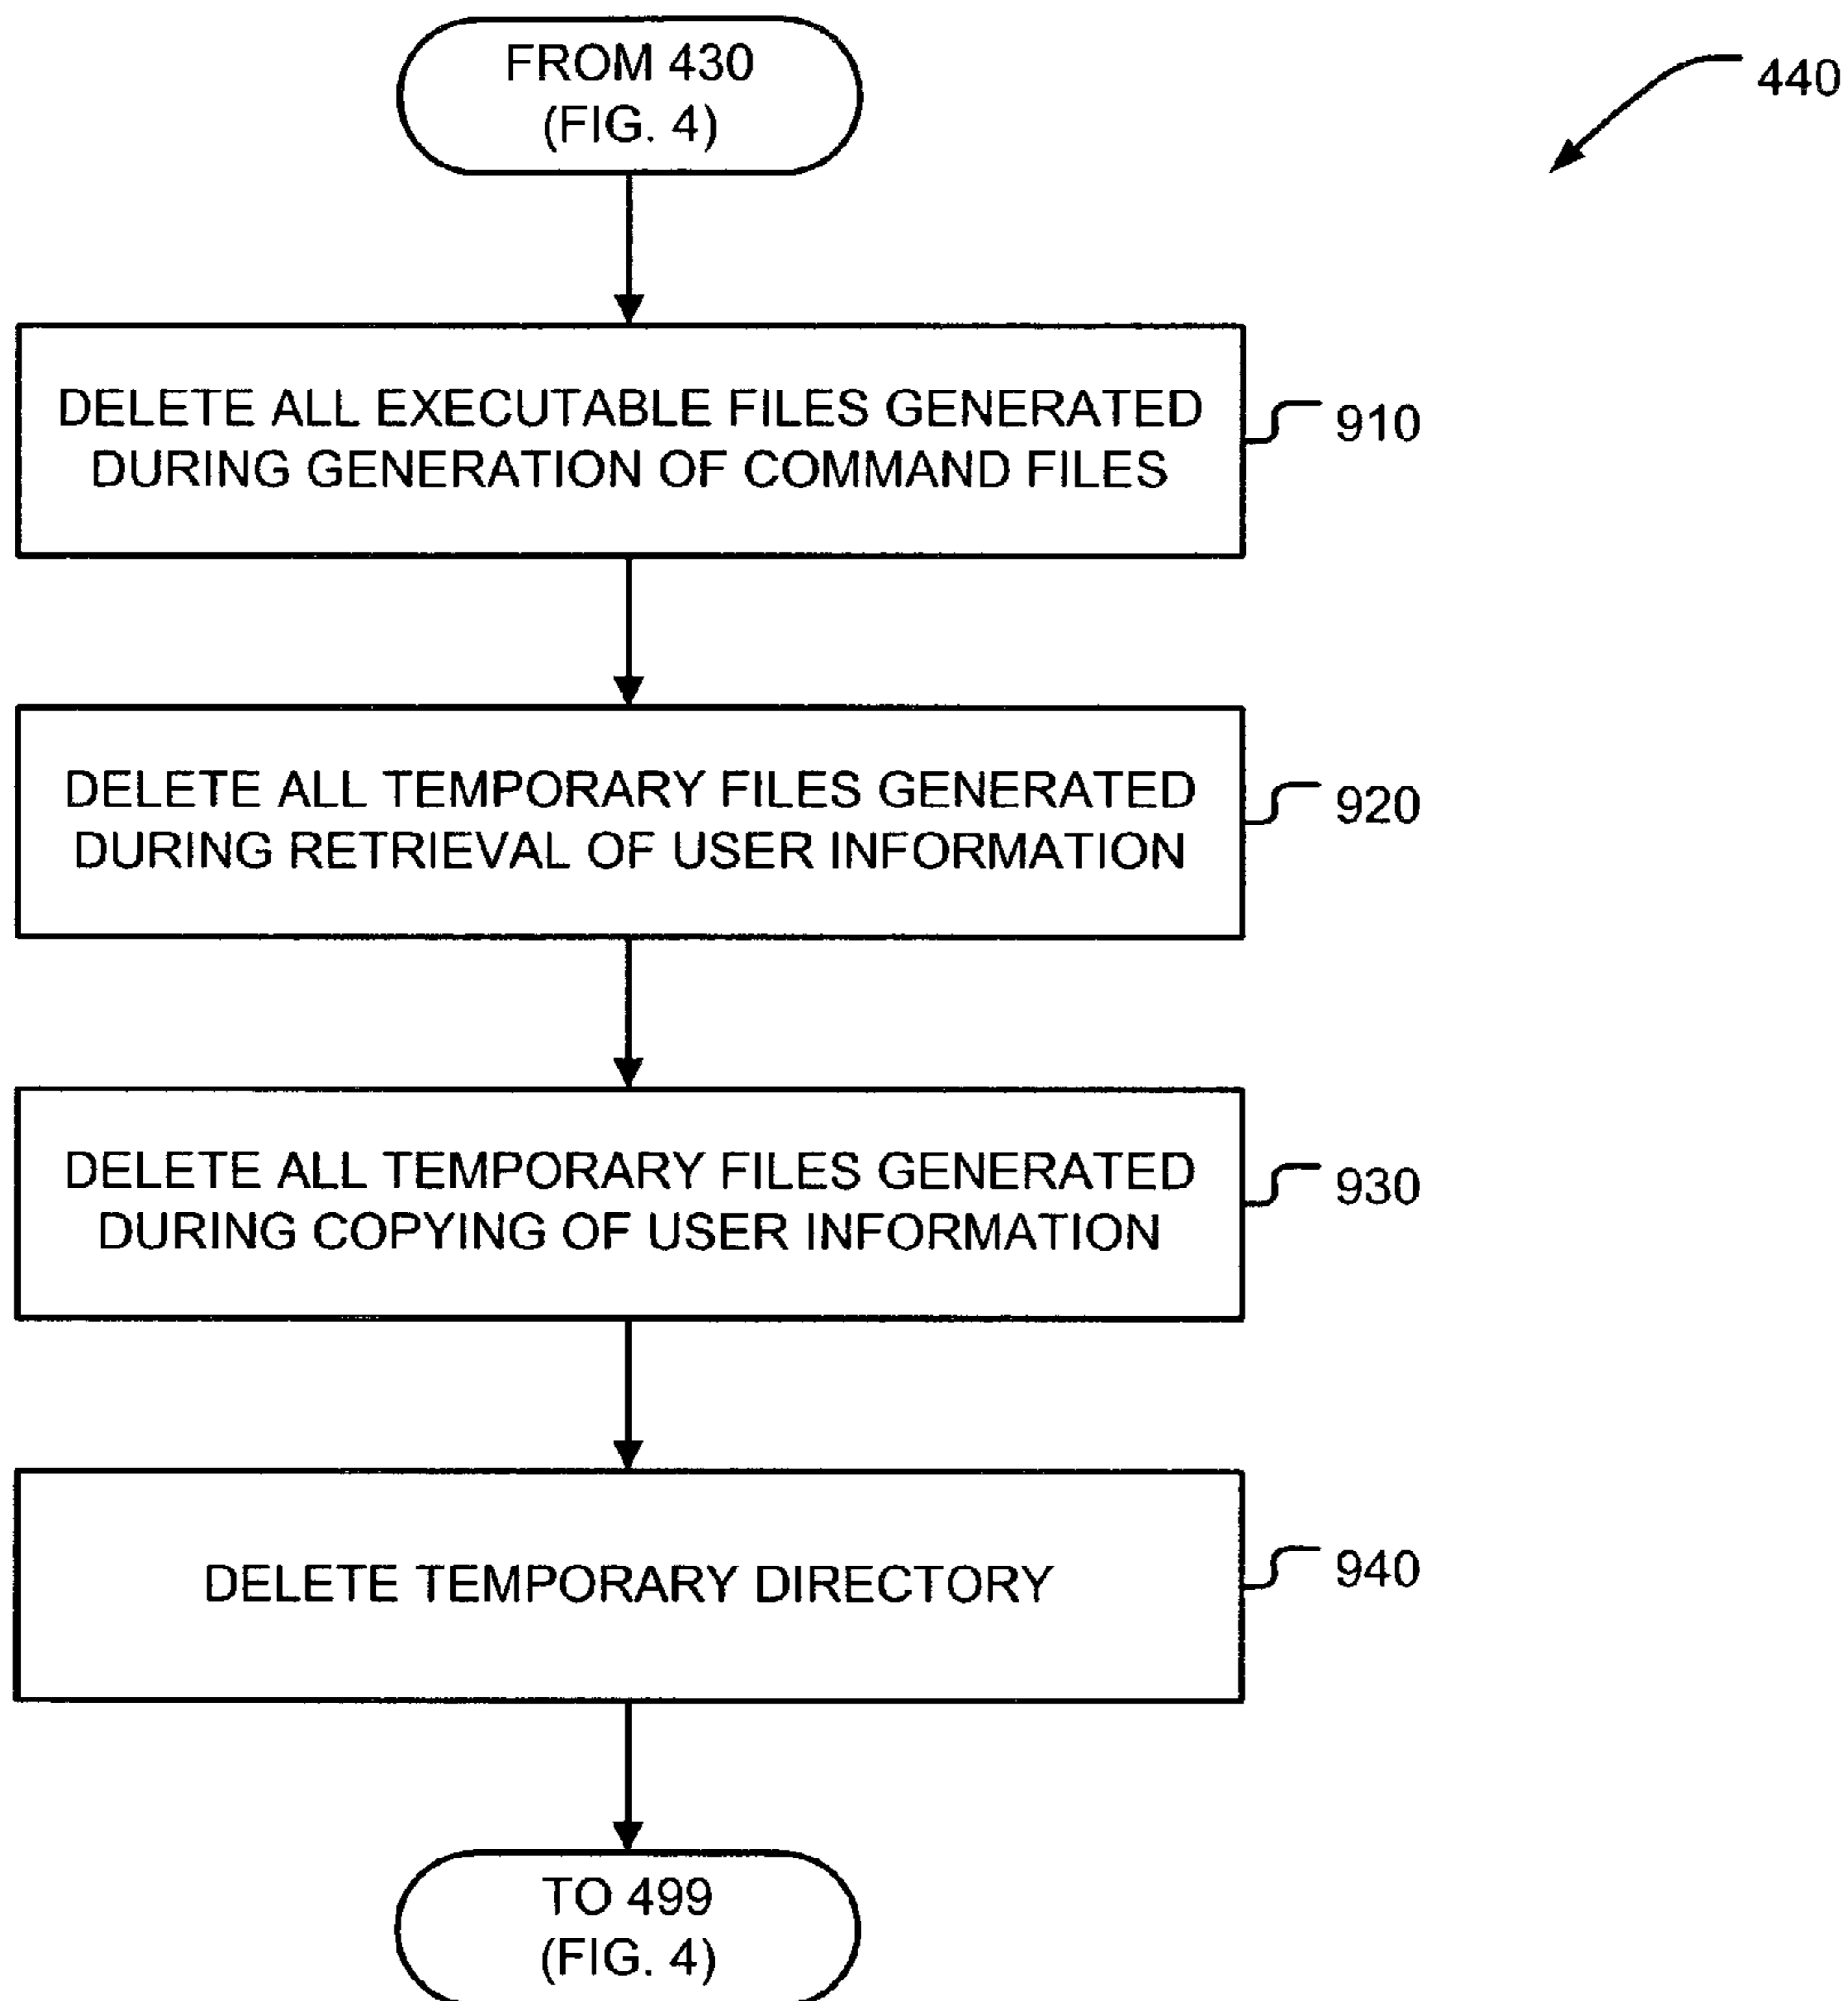 FROM 430
(FIG. 4)
440
DELETE ALL EXECUTABLE FILES GENERATED
DURING GENERATION OF COMMAND FILES
910
DELETE ALL TEMPORARY FILES GENERATED
DURING RETRIEVAL OF USER INFORMATION
920
DELETE ALL TEMPORARY FILES GENERATED
DURING COPYING OF USER INFORMATION
930
DELETE TEMPORARY DIRECTORY
940
TO 499
(FIG. 4)